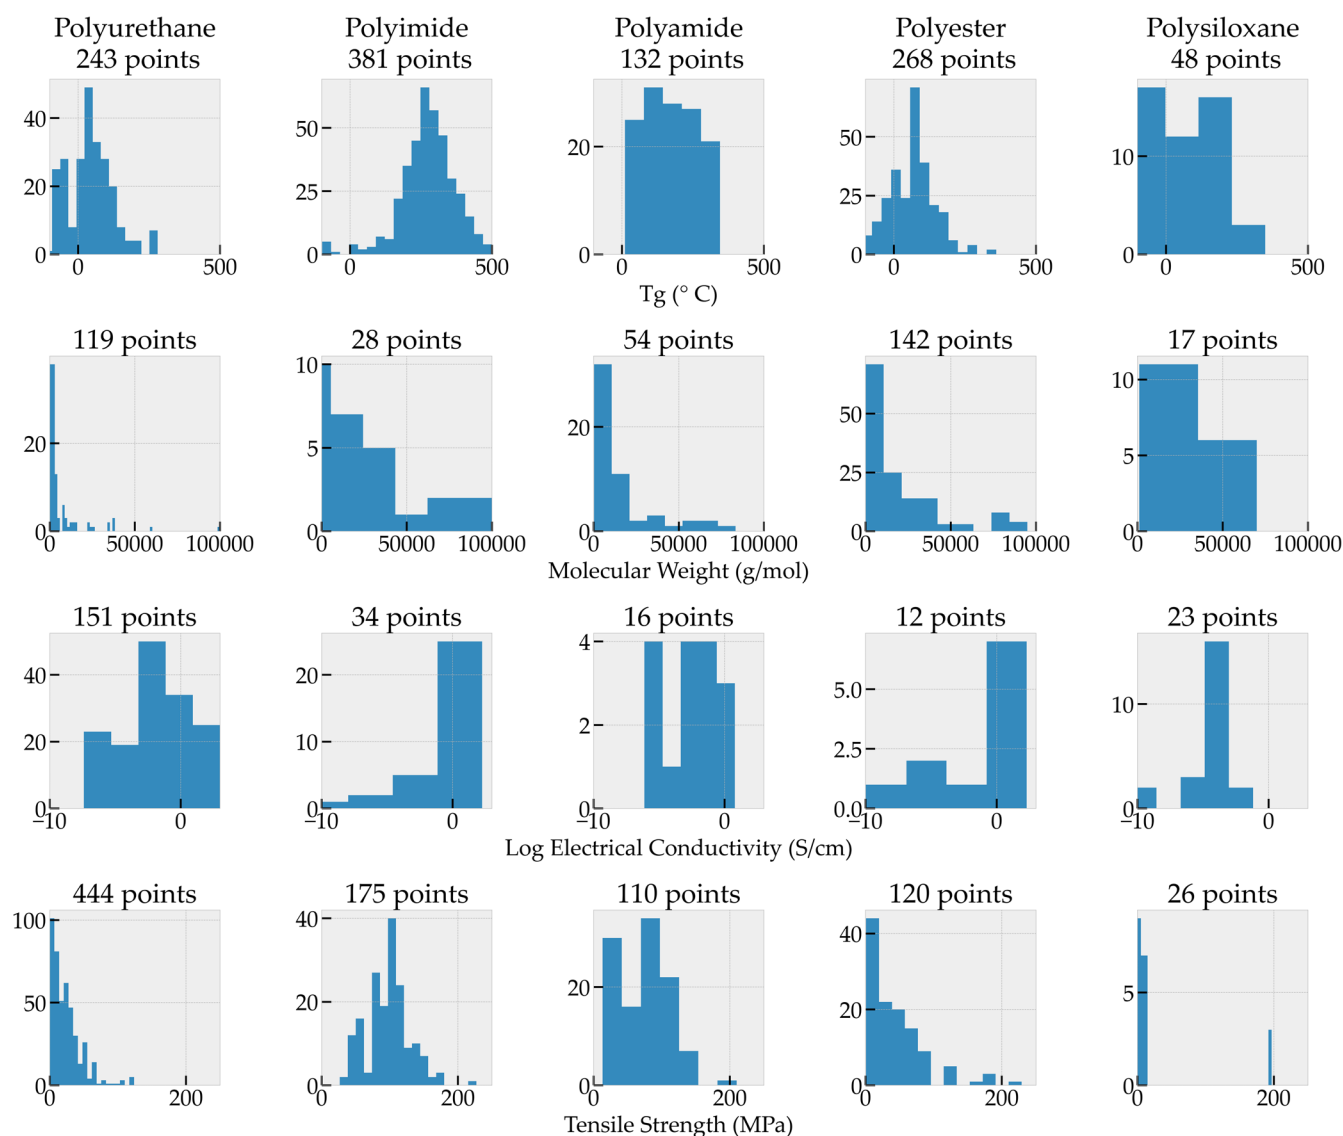 Polyurethane Polyimide Polyamide Polyester Polysiloxane
243 points 381 points 132 points 268 points 48 points
40 50 20 50 10
20 25 25
0 0 0 0 0
0 500 0 500 0 500 0 500 0 500
Tg (° C)
119 points 28 points 54 points 142 points 17 points
20 10 20 50 10
5 25 5
0 0 0 0 0
0 50000 100000 0 50000 100000 0 50000 100000 0 50000 100000 0 50000 100000
Molecular Weight (g/mol)
151 points 34 points 16 points 12 points 23 points
40 20 4 5.0 10
20 10 2 2.5
0 0 0 0.0 0
−10 0 −10 0 −10 0 −10 0 −10 0
Log Electrical Conductivity (S/cm)
444 points 175 points 110 points 120 points 26 points
100 40 20 40 5
50 20 20
0 0 0 0 0
0 200 0 200 0 200 0 200 0 200
Tensile Strength (MPa)